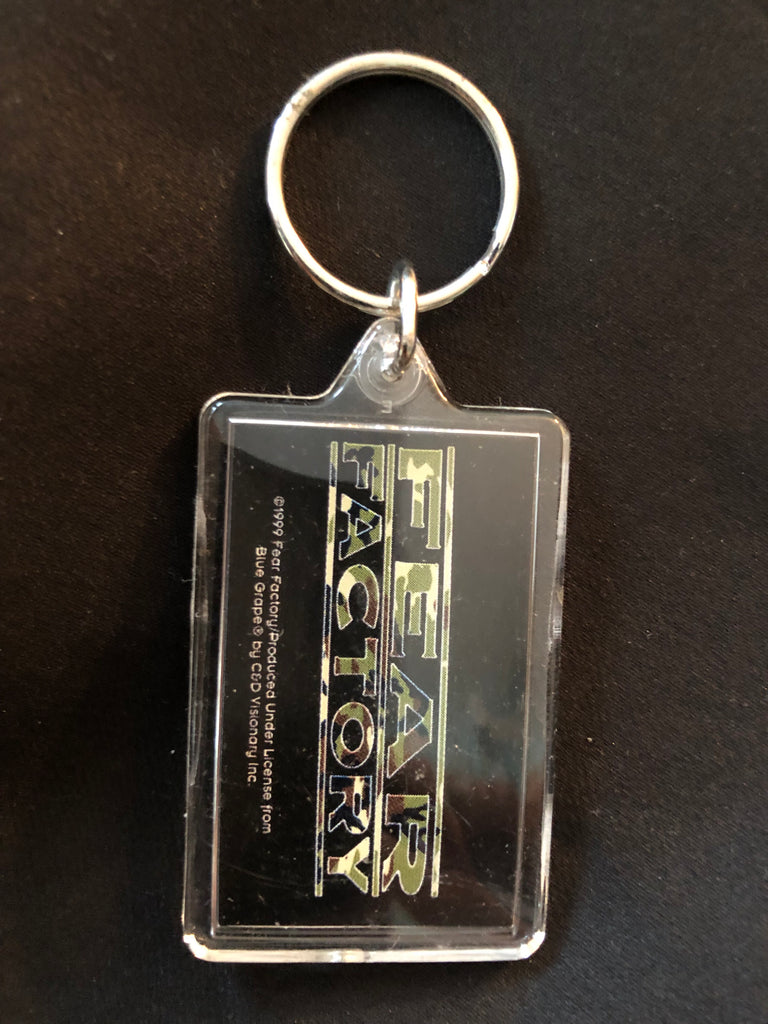 FEAR
FACTORY
©1999 Fear Factory/Produced Under License from
Blue Grape® by C&D Visionary Inc.